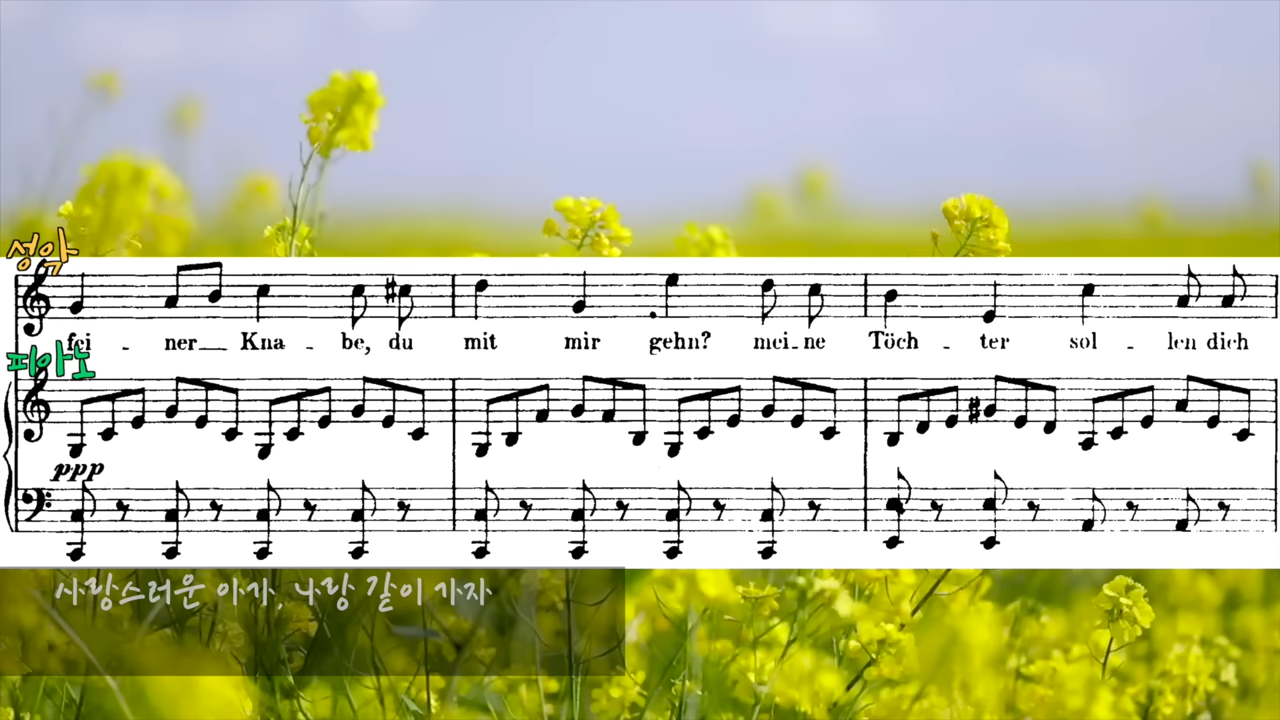 성악
fei - ner Kna - be, du mit mir gehn? mei - ne Töch - ter sol - len dich
피아노
ppp
사랑스러운 아가, 나랑 같이 가자